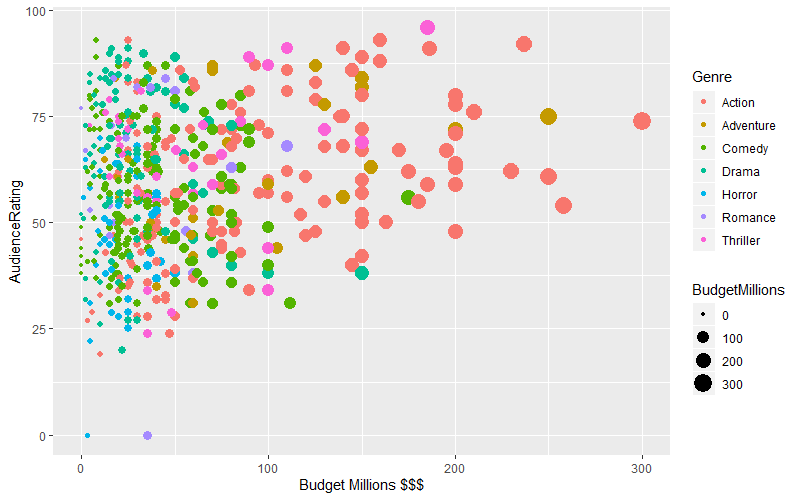 100
75
50
25
0
AudienceRating
0 100 200 300
Budget Millions $$$
Genre
Action
Adventure
Comedy
Drama
Horror
Romance
Thriller
BudgetMillions
0
100
200
300